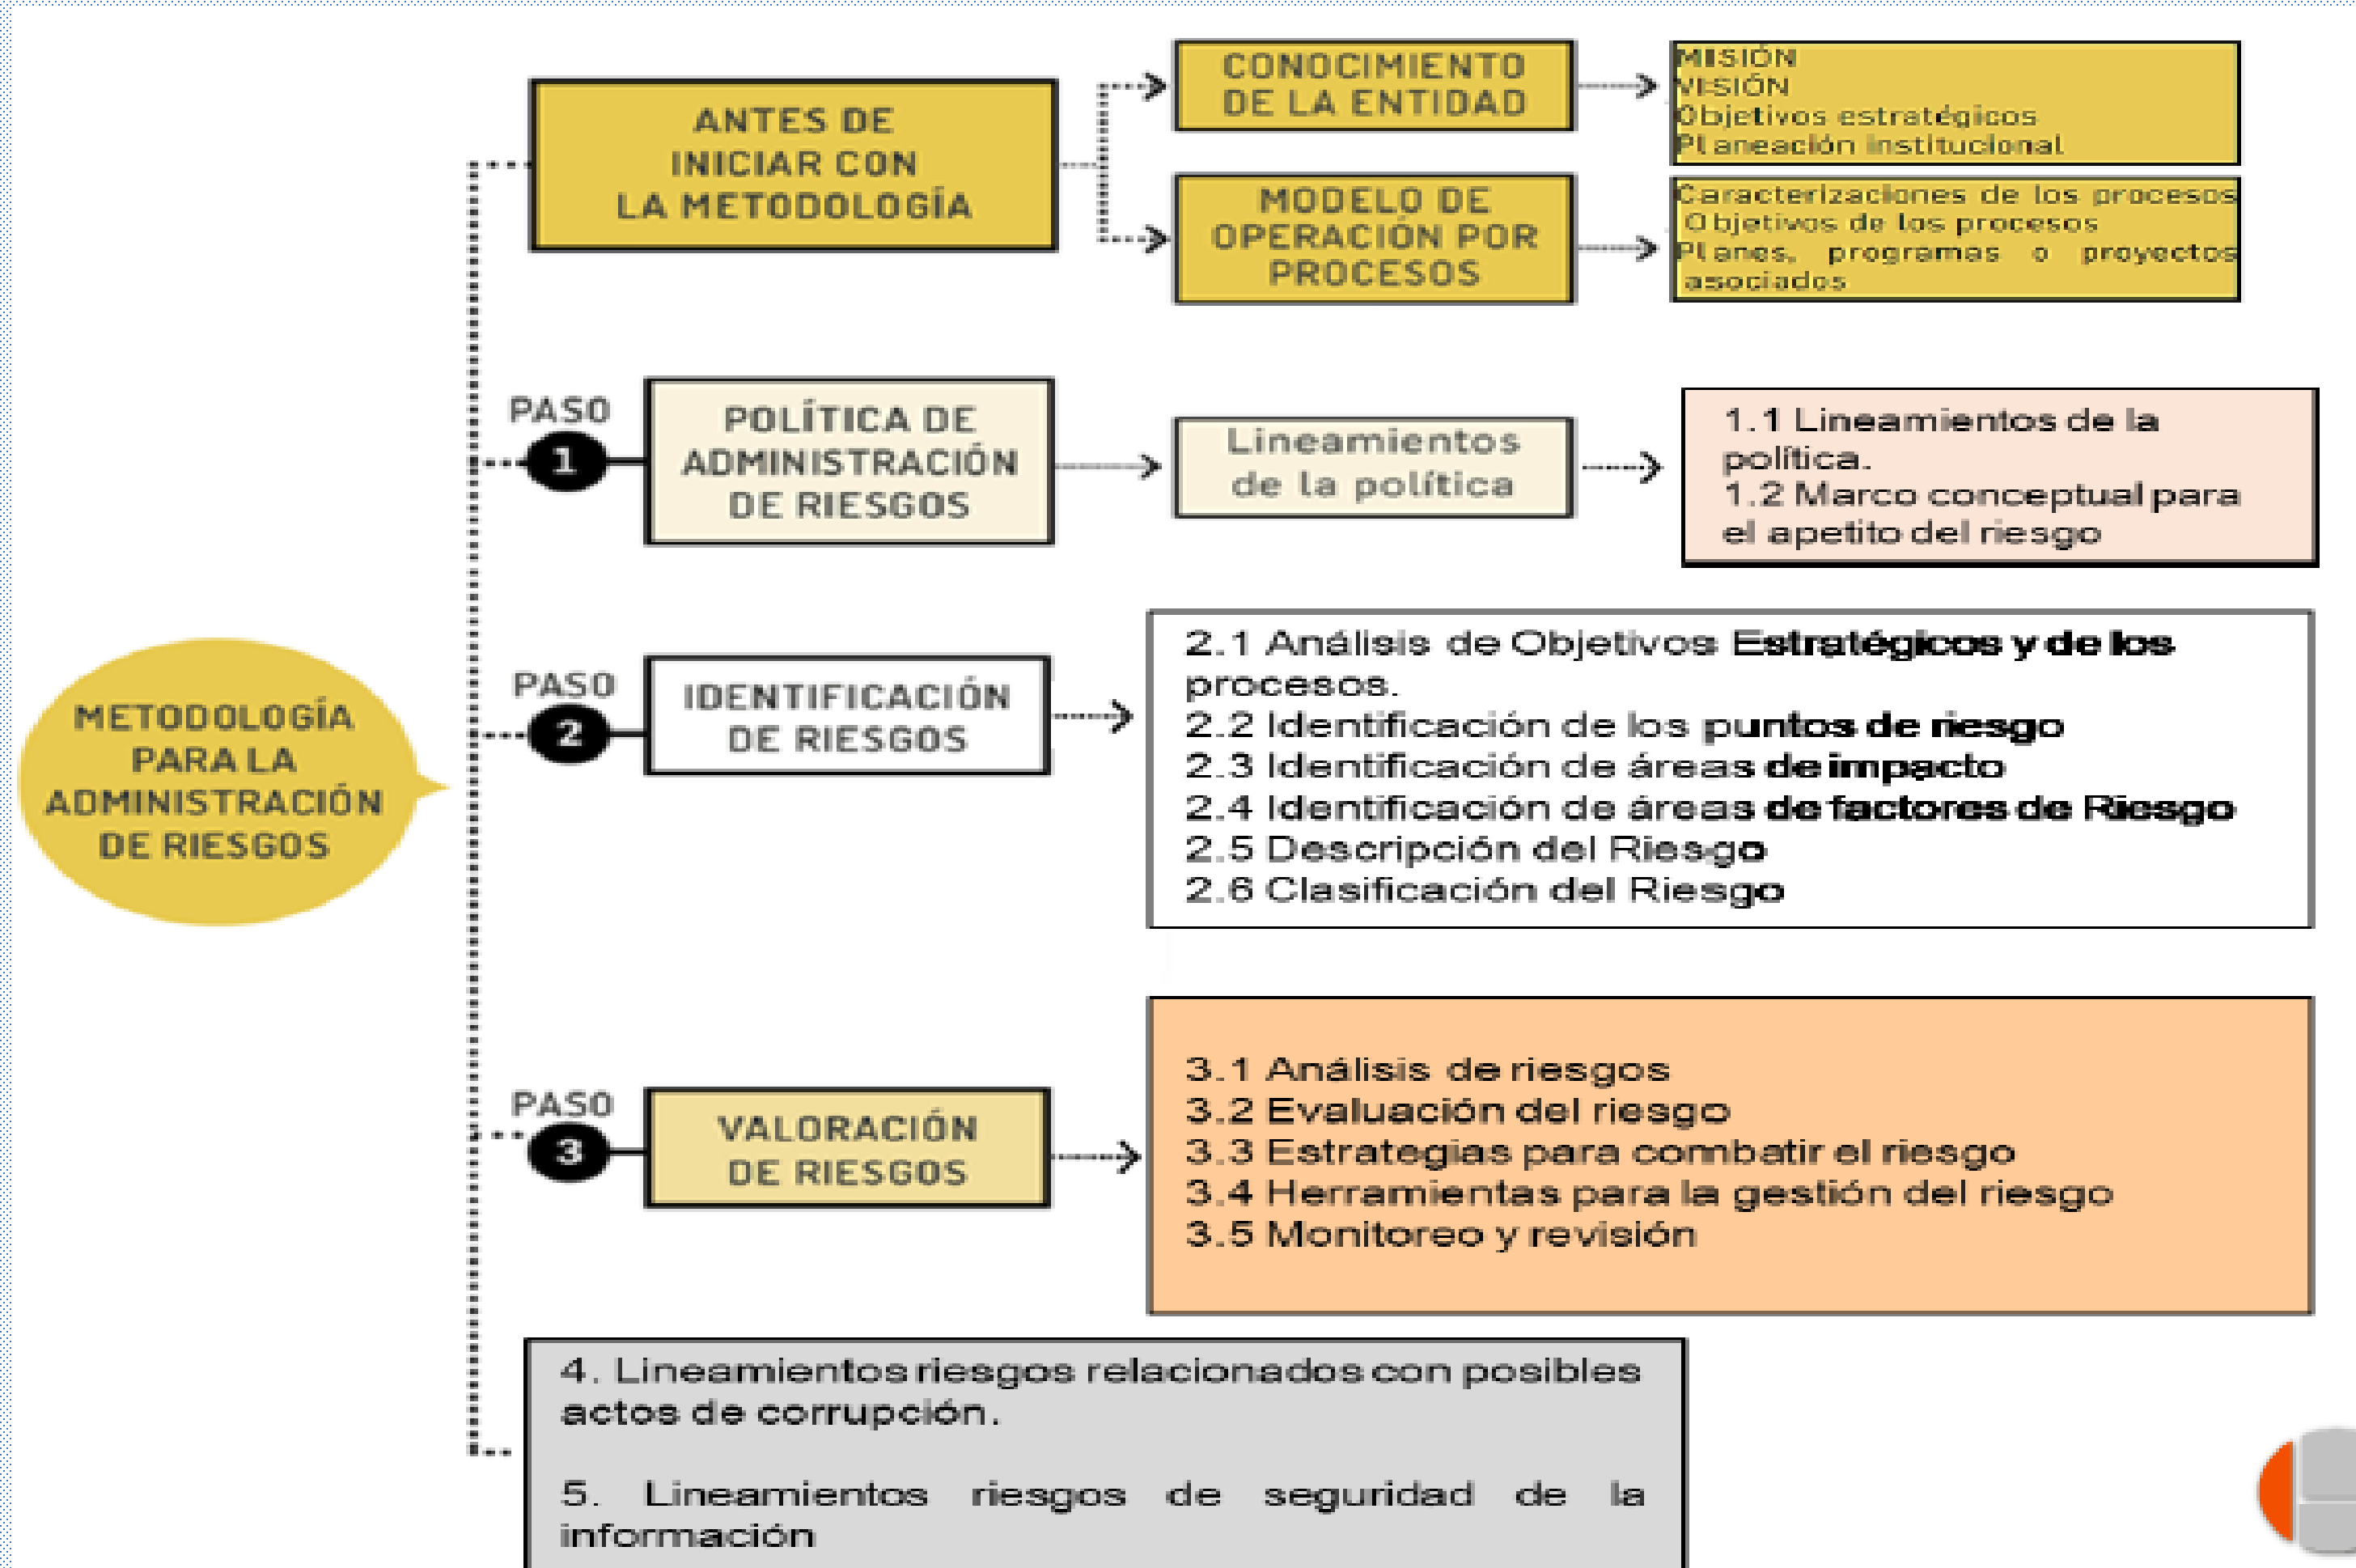 METODOLOGÍA
PARA LA
ADMINISTRACIÓN
DE RIESGOS
ANTES DE
INICIAR CON
LA METODOLOGÍA
CONOCIMIENTO
DE LA ENTIDAD
MISIÓN
VISIÓN
Objetivos estratégicos
Planeación institucional
MODELO DE
OPERACIÓN POR
PROCESOS
Caracterizaciones de los procesos
Objetivos de los procesos
Planes, programas o proyectos
asociados
PASO
1
POLÍTICA DE
ADMINISTRACIÓN
DE RIESGOS
Lineamientos
de la política
1.1 Lineamientos de la
política.
1.2 Marco conceptual para
el apetito del riesgo
PASO
2
IDENTIFICACIÓN
DE RIESGOS
2.1 Análisis de Objetivos Estratégicos y de los
procesos.
2.2 Identificación de los puntos de riesgo
2.3 Identificación de áreas de impacto
2.4 Identificación de áreas de factores de Riesgo
2.5 Descripción del Riesgo
2.6 Clasificación del Riesgo
PASO
3
VALORACIÓN
DE RIESGOS
3.1 Análisis de riesgos
3.2 Evaluación del riesgo
3.3 Estrategias para combatir el riesgo
3.4 Herramientas para la gestión del riesgo
3.5 Monitoreo y revisión
4. Lineamientos riesgos relacionados con posibles
actos de corrupción.
5. Lineamientos riesgos de seguridad de la
información